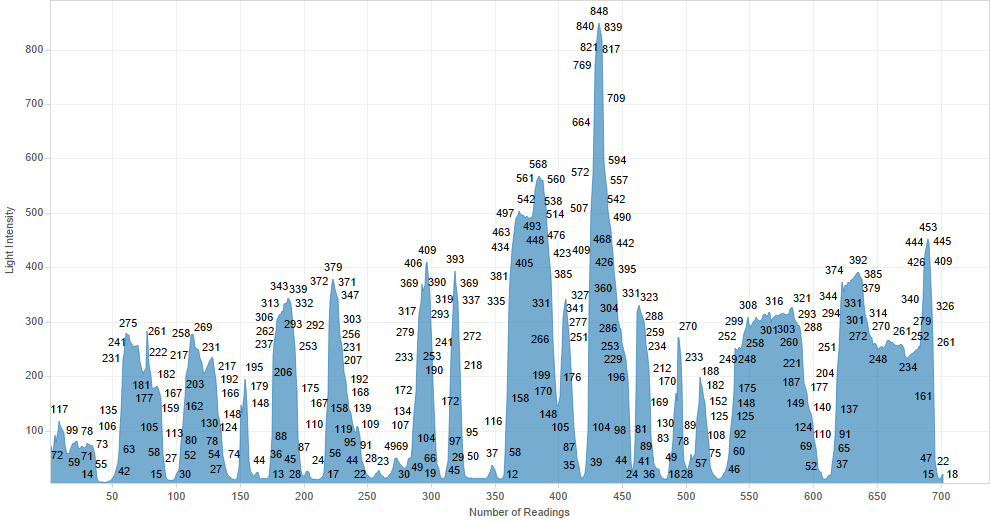 848
840 839
821 817
800
769
709
700
664
600
594
568
572
561 560 557
542 538 542
507
497 514 490
500
493
463 448 476 468 442
434 423 409 426
453
444 445
409 393 392
406 405 385 395 374 385 426 409
400
379
372 371 369 390 369 381 360 379
343 339 347 331 327 331 323 344 331 340 326
313 332 317 319 337 335 341 304 288 308 316 321 314
306 303 293 277 286 259 299 301 303 293 294 301 270 279
300
275 261 258 269 262 293 292 256 279 272 266 251 253 234 270 252 258 260 288 272 261 252 261
241 222 217 231 237 253 231 233 253 241 218 229 212 233 249 248 221 251 248 234
231 182 217 195 206 207 190 199 196 170 188 187 204
200
181 167 203 192 179 175 192 172 172 158 170 176 169 182 175 177 161
177 159 162 166 148 167 168 134 148 152 148 149 140 137
117 135 148 158 139 107 116 105 104 130 125 125 124 110
99 78 106 105 113 130 124 110 119 109 104 97 95 98 81 83 89 108 92 91
100
73 80 78 88 87 95 91 87 78 75 69 65
72 59 71 63 58 52 54 74 56 66 50 58 49 60 52 47
55 42 27 44 36 45 24 44 28 23 4969 49 45 29 37 35 39 44 41 57 46 37 22
14 15 30 27 13 28 17 22 30 19 12 24 36 18 28 15 18
50 100 150 200 250 300 350 400 450 500 550 600 650 700
Number of Readings
Light Intensity